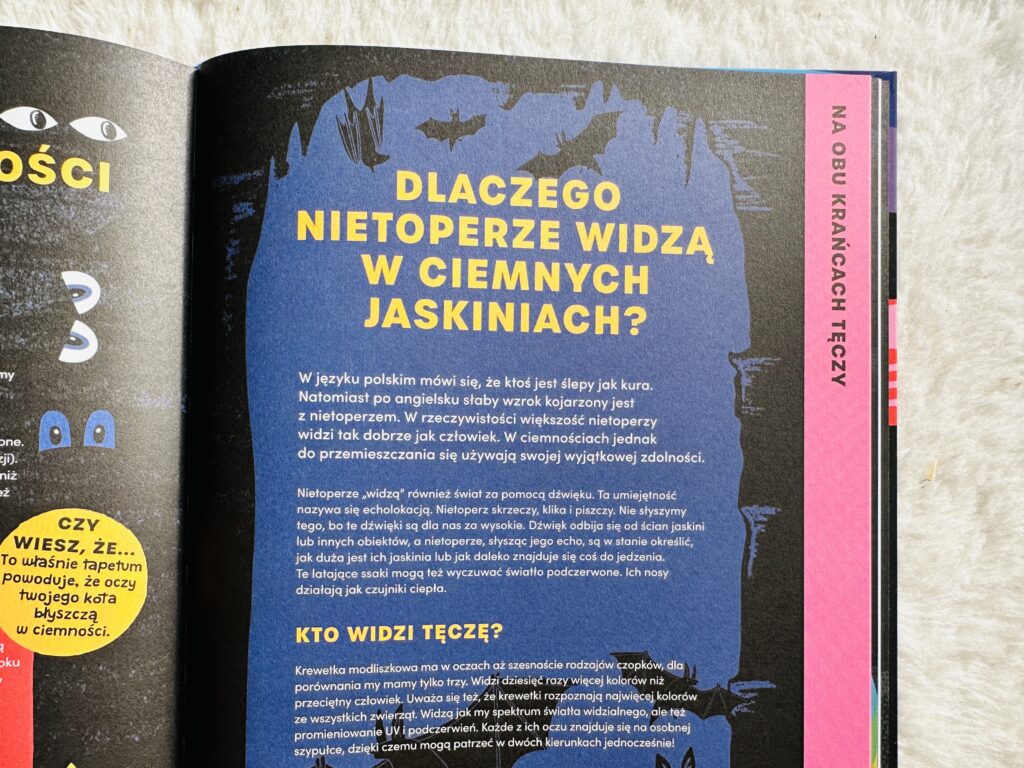 OŚCI
my
one.
zji).
niż
eż
CZY
WIESZ, ŻE...
To właśnie tapetum
powoduje, że oczy
twojego kota
błyszczą
w ciemności.
ą
oku
y
DLACZEGO
NIETOPERZE WIDZĄ
W CIEMNYCH
JASKINIACH?
W języku polskim mówi się, że ktoś jest ślepy jak kura.
Natomiast po angielsku słaby wzrok kojarzony jest
z nietoperzem. W rzeczywistości większość nietoperzy
widzi tak dobrze jak człowiek. W ciemnościach jednak
do przemieszczania się używają swojej wyjątkowej zdolności.
Nietoperze „widzą” również świat za pomocą dźwięku. Ta umiejętność
nazywa się echolokacją. Nietoperz skrzeczy, klika i piszczy. Nie słyszymy
tego, bo te dźwięki są dla nas za wysokie. Dźwięk odbija się od ścian jaskini
lub innych obiektów, a nietoperze, słysząc jego echo, są w stanie określić,
jak duża jest ich jaskinia lub jak daleko znajduje się coś do jedzenia.
Te latające ssaki mogą też wyczuwać światło podczerwone. Ich nosy
działają jak czujniki ciepła.
KTO WIDZI TĘCZĘ?
Krewetka modliszkowa ma w oczach aż szesnaście rodzajów czopków, dla
porównania my mamy tylko trzy. Widzi dziesięć razy więcej kolorów niż
przeciętny człowiek. Uważa się też, że krewetki rozpoznają najwięcej kolorów
ze wszystkich zwierząt. Widzą jak my spektrum światła widzialnego, ale też
promieniowanie UV i podczerwień. Każde z ich oczu znajduje się na osobnej
szypułce, dzięki czemu mogą patrzeć w dwóch kierunkach jednocześnie!
NA OBU KRAŃCACH TĘCZY